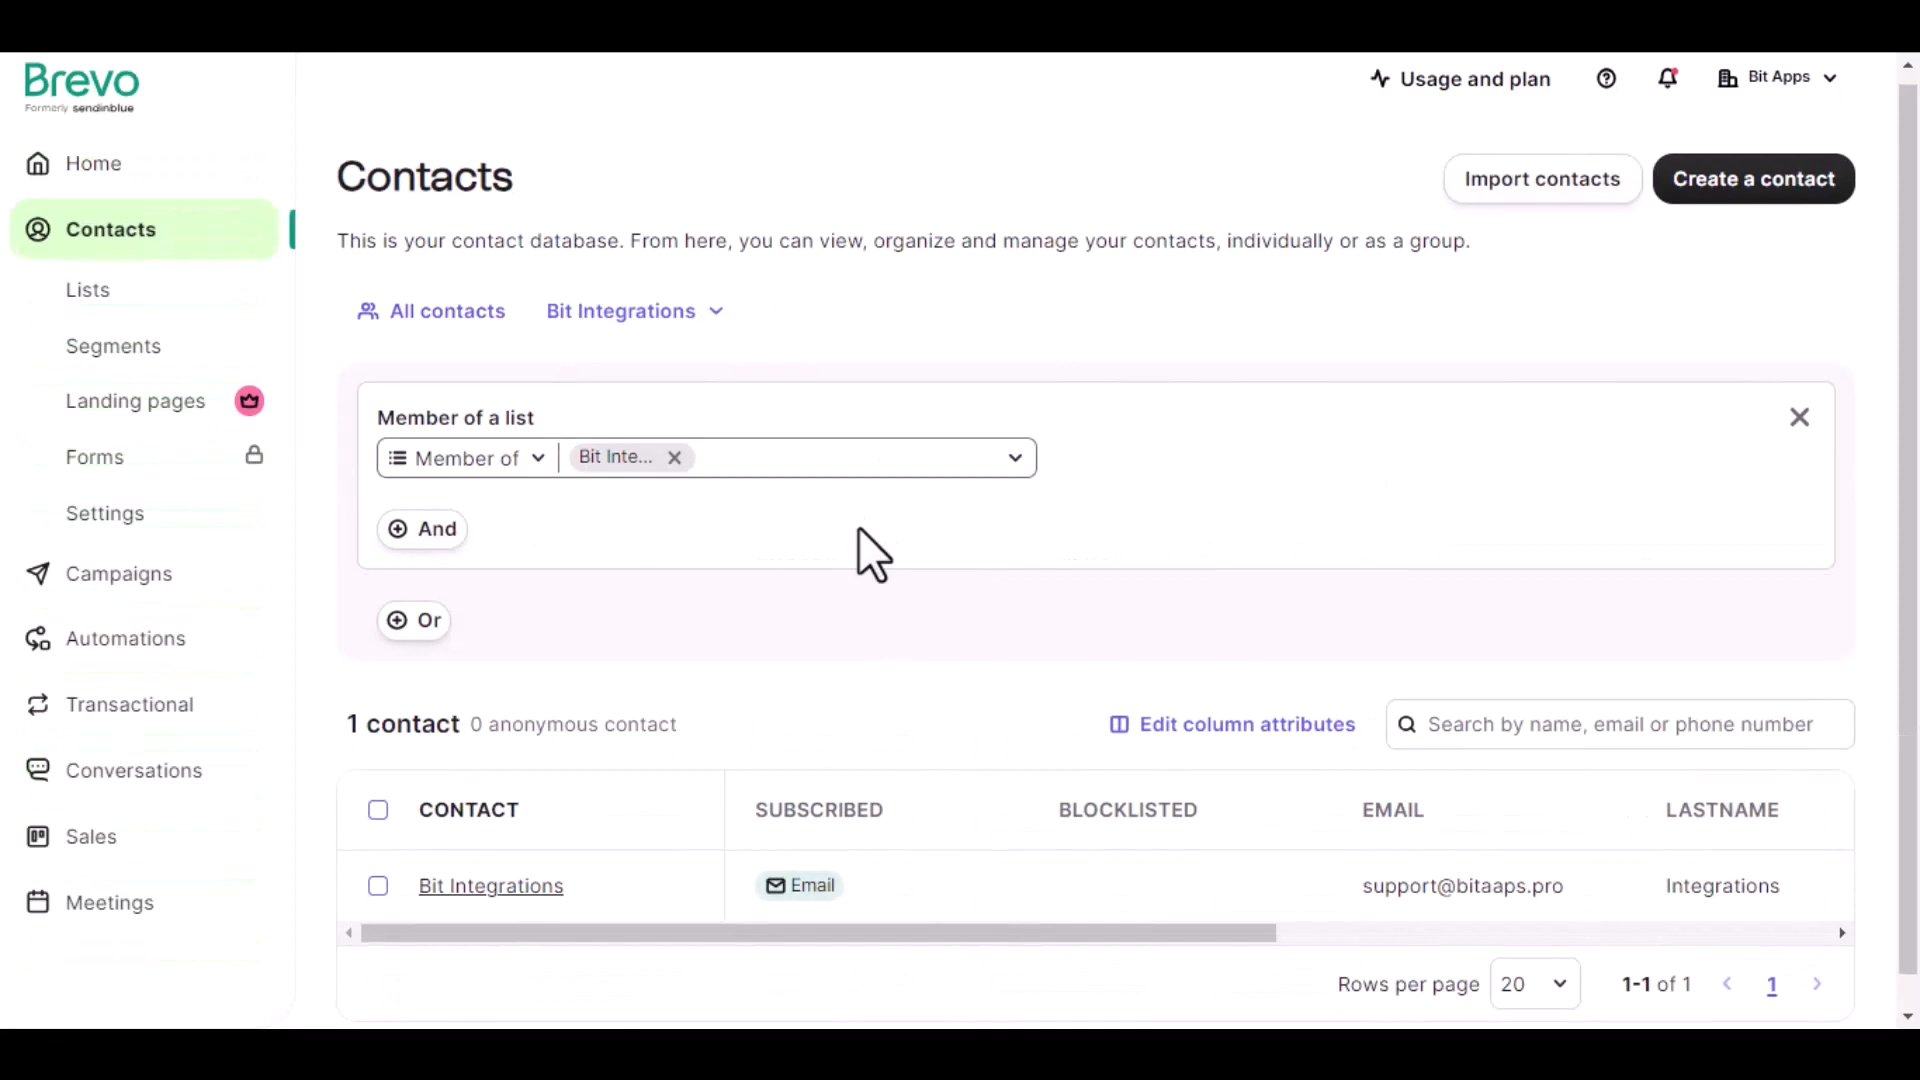 Brevo
Formerly sendinblue
Usage and plan
Bit Apps
Home
Contacts
Lists
Segments
Landing pages
Forms
Settings
Campaigns
Automations
Transactional
Conversations
Sales
Meetings
Contacts
Import contacts
Create a contact
This is your contact database. From here, you can view, organize and manage your contacts, individually or as a group.
All contacts
Bit Integrations
Member of a list
Member of
Bit Inte...
And
Or
1 contact 0 anonymous contact
Edit column attributes
Search by name, email or phone number
CONTACT SUBSCRIBED BLOCKLISTED EMAIL LASTNAME
Bit Integrations Email support@bitaaps.pro Integrations
Rows per page 20 1-1 of 1 1